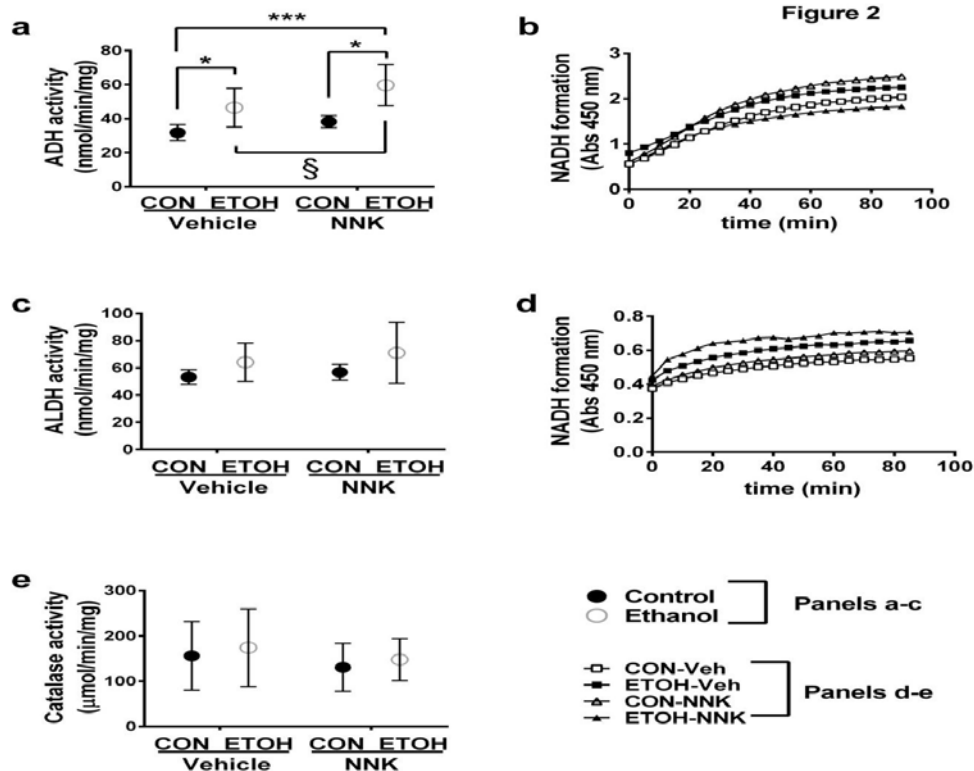 Figure 2
a
***
*
*
§
ADH activity
(nmol/min/mg)
80
60
40
20
0
CON ETOH CON ETOH
Vehicle NNK
b
NADH formation
(Abs 450 nm)
3
2
1
0
0 20 40 60 80 100
time (min)
c
ALDH activity
(nmol/min/mg)
100
80
60
40
20
0
CON ETOH CON ETOH
Vehicle NNK
d
NADH formation
(Abs 450 nm)
0.8
0.6
0.4
0.2
0.0
0 20 40 60 80 100
time (min)
e
Catalase activity
(μmol/min/mg)
300
200
100
0
CON ETOH CON ETOH
Vehicle NNK
Control
Ethanol
Panels a-c
CON-Veh
ETOH-Veh
CON-NNK
ETOH-NNK
Panels d-e